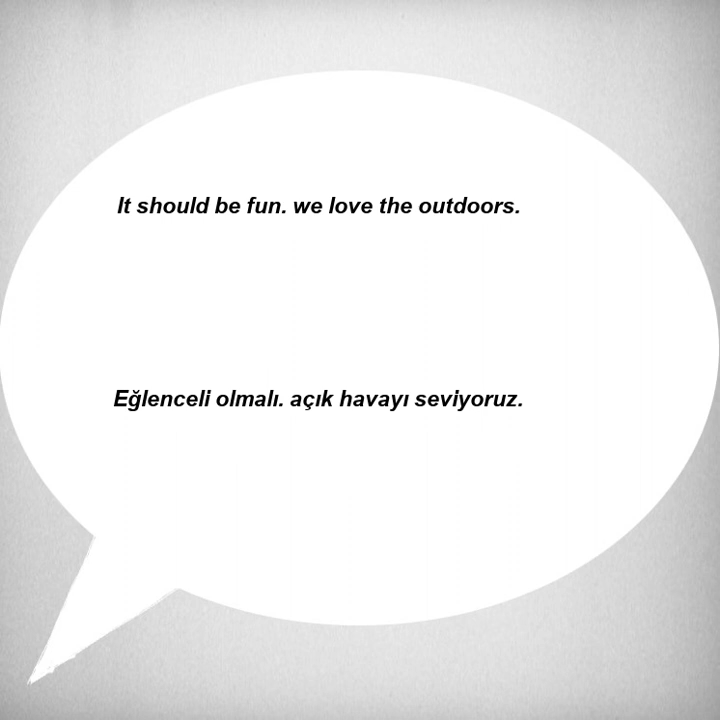 It should be fun. we love the outdoors.
Eğlenceli olmalı. açık havayı seviyoruz.